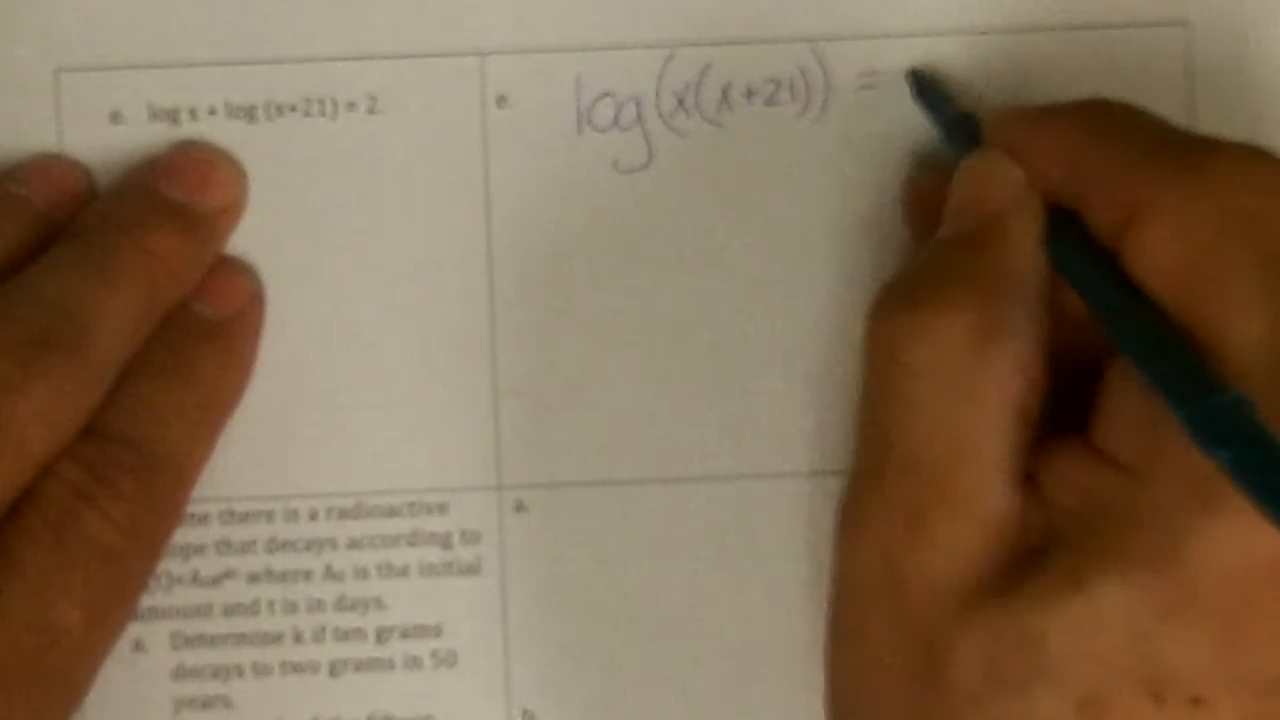 e. log x + log (x+21) = 2
e.
log(x(x+21)) =
there is a radioactive
that decays according to
where A₀ is the initial
amount and t is in days.
a.
a. Determine k if ten grams
decays to two grams in 50
years.
b.